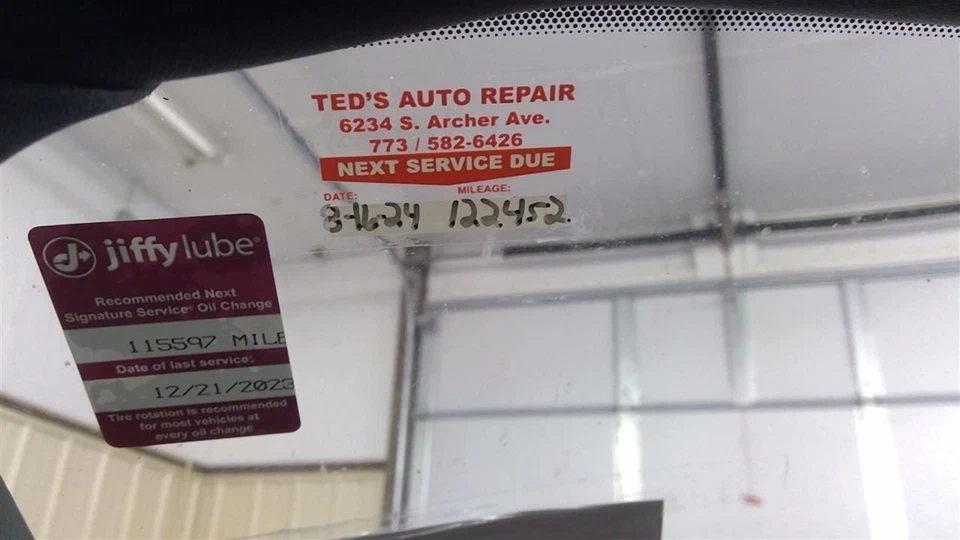 TED'S AUTO REPAIR
6234 S. Archer Ave.
773 / 582-6426
NEXT SERVICE DUE
DATE: MILEAGE:
8-16-24 122,452.
jiffy lube®
Recommended Next
Signature Service® Oil Change
115597 MILE
Date of last service:
12/21/2023
Tire rotation is recommended
for most vehicles at
every oil change